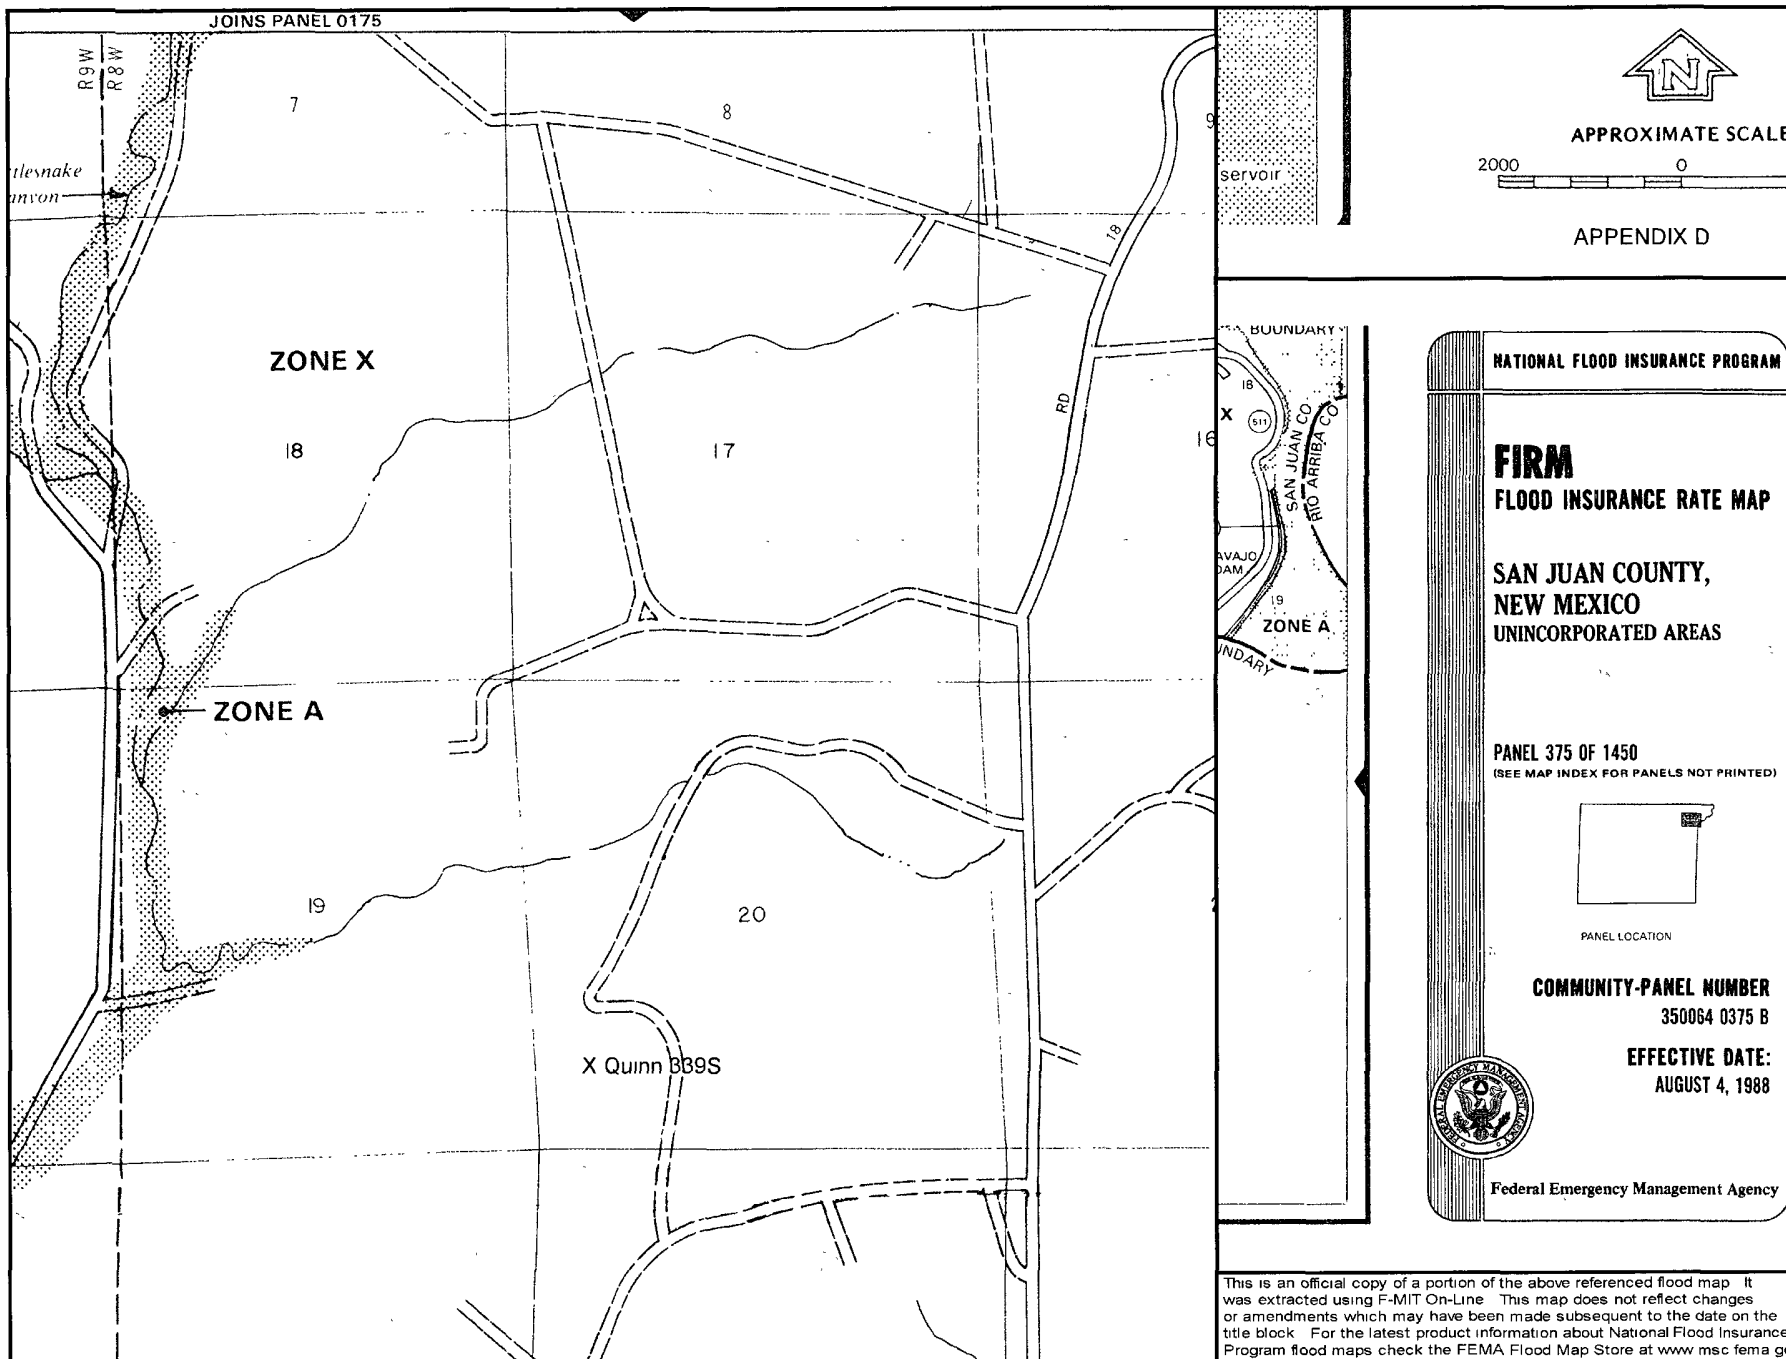 JOINS PANEL 0175
R9W
R8W
7
8
9
tlesnake
anyon
18
ZONE X
18
17
RD
16
ZONE A
19
20
X Quinn 339S
servoir
APPROXIMATE SCALE
2000 0
APPENDIX D
BOUNDARY
18
X
511
SAN JUAN CO
RIO ARRIBA CO
AVAJO
DAM
19
ZONE A
UNDARY
NATIONAL FLOOD INSURANCE PROGRAM
FIRM
FLOOD INSURANCE RATE MAP
SAN JUAN COUNTY,
NEW MEXICO
UNINCORPORATED AREAS
PANEL 375 OF 1450
(SEE MAP INDEX FOR PANELS NOT PRINTED)
PANEL LOCATION
COMMUNITY-PANEL NUMBER
350064 0375 B
EFFECTIVE DATE:
AUGUST 4, 1988
FEDERAL EMERGENCY MANAGEMENT AGENCY
Federal Emergency Management Agency
This is an official copy of a portion of the above referenced flood map It
was extracted using F-MIT On-Line This map does not reflect changes
or amendments which may have been made subsequent to the date on the
title block For the latest product information about National Flood Insurance
Program flood maps check the FEMA Flood Map Store at www msc fema g